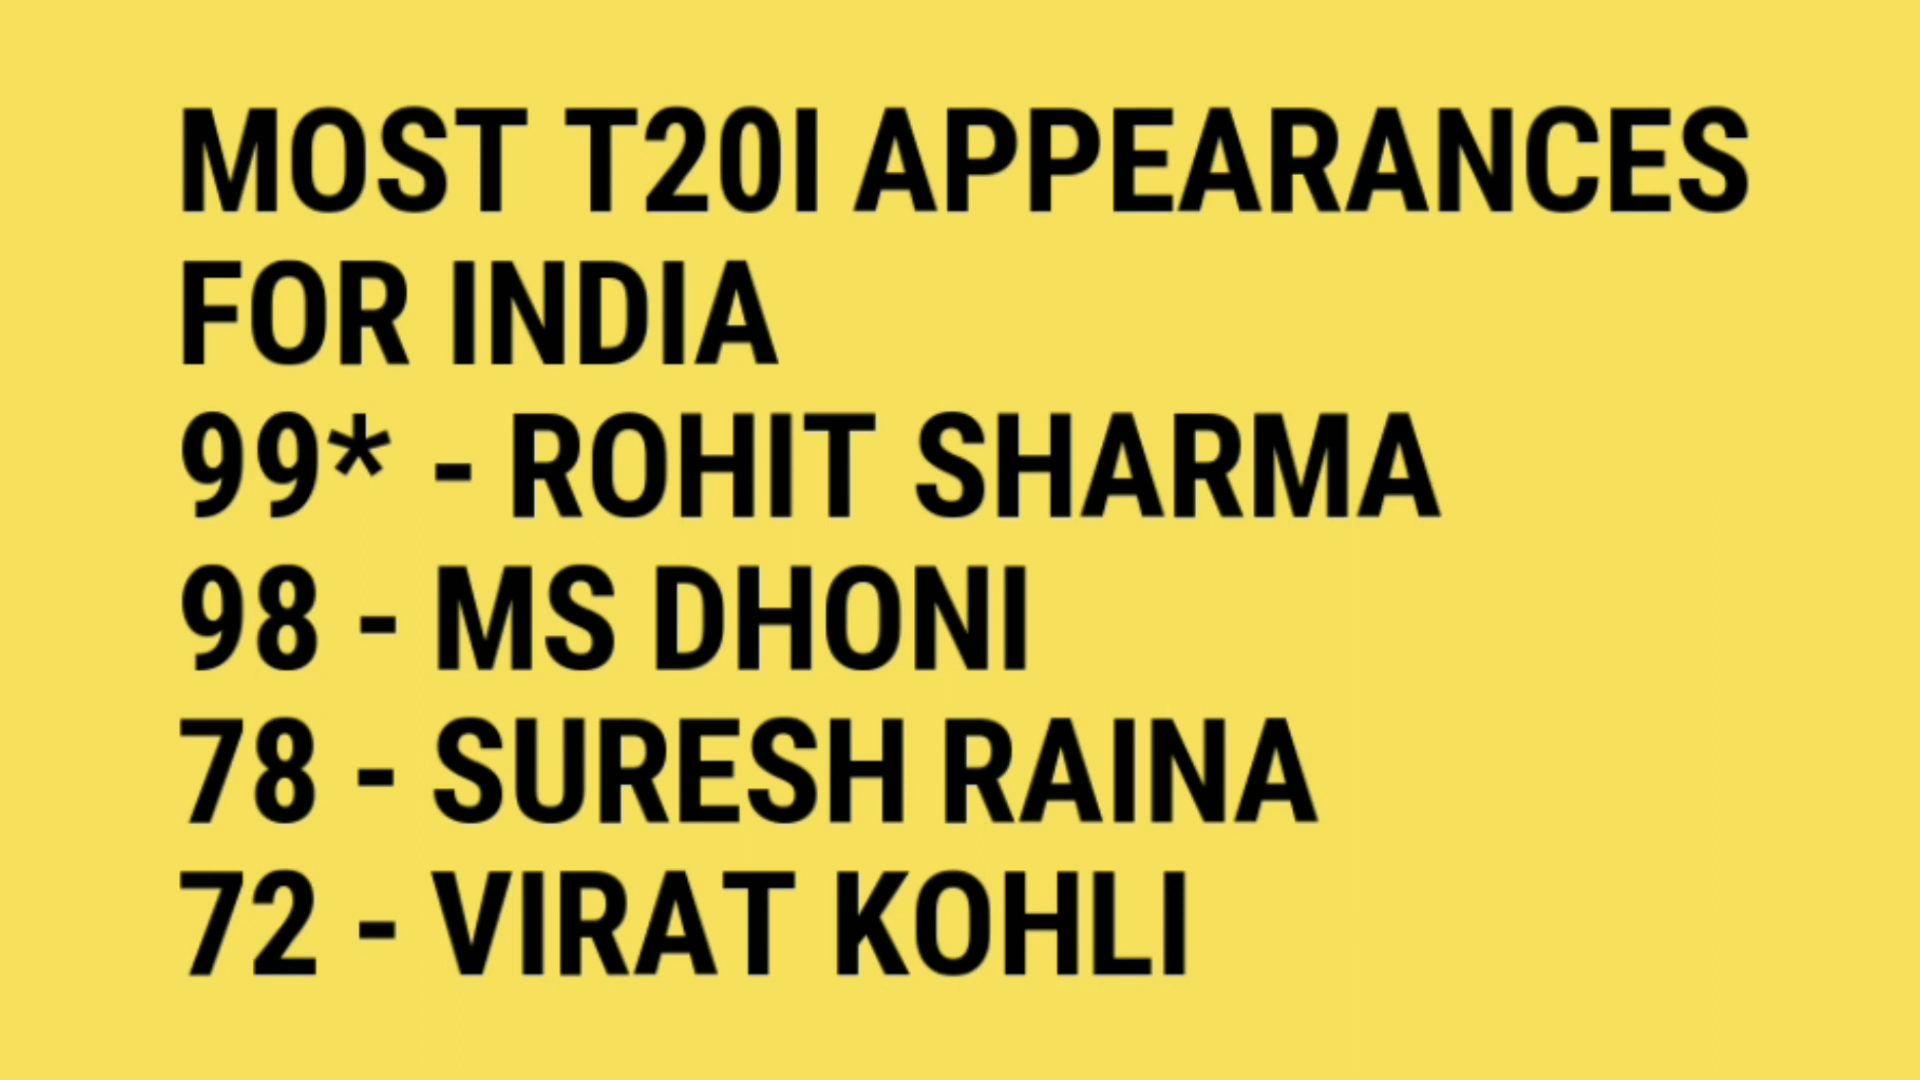 MOST T20I APPEARANCES
FOR INDIA
99* - ROHIT SHARMA
98 - MS DHONI
78 - SURESH RAINA
72 - VIRAT KOHLI